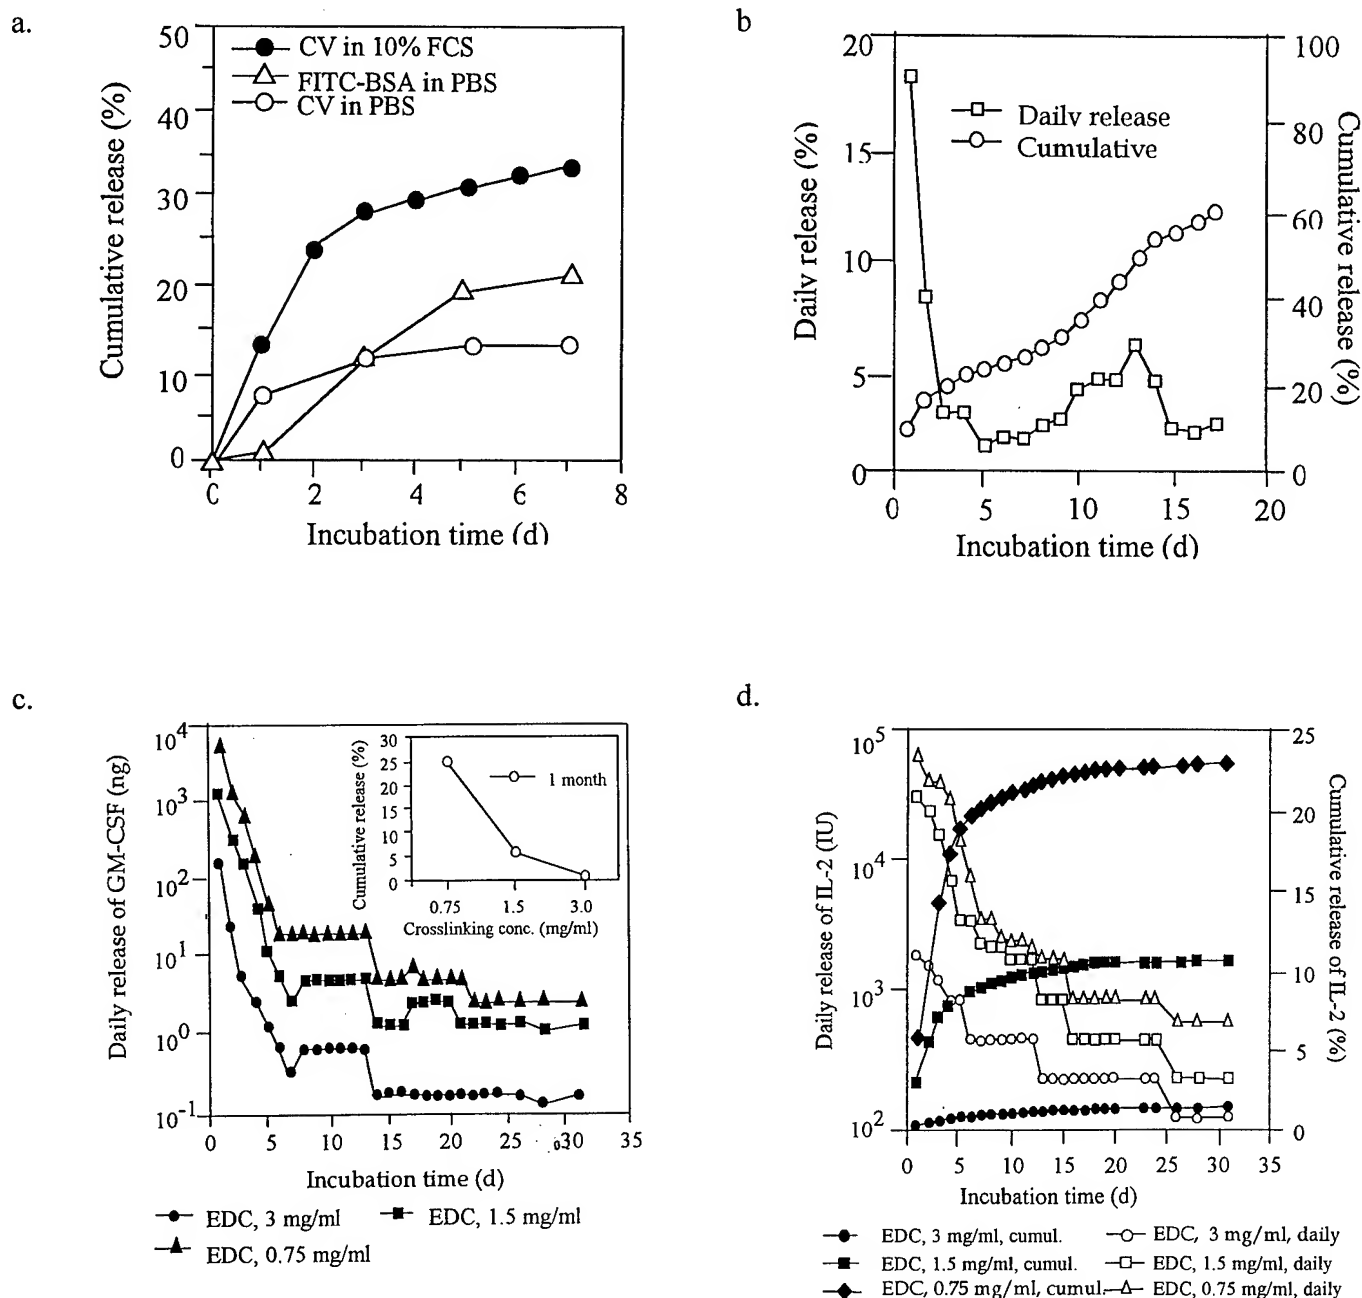 a.
50
40
30
20
10
0
Cumulative release (%)
CV in 10% FCS
FITC-BSA in PBS
CV in PBS
0 2 4 6 8
Incubation time (d)
b
20
15
10
5
0
Daily release (%)
Daily release
Cumulative
100
80
60
40
20
0
Cumulative release (%)
0 5 10 15 20
Incubation time (d)
c.
10^4
10^3
10^2
10^1
10^0
10^-1
Daily release of GM-CSF (ng)
30
25
20
15
10
5
0
Cumulative release (%)
1 month
0.75 1.5 3.0
Crosslinking conc. (mg/ml)
0 5 10 15 20 25 30 35
Incubation time (d)
EDC, 3 mg/ml
EDC, 1.5 mg/ml
EDC, 0.75 mg/ml
d.
10^5
10^4
10^3
10^2
Daily release of IL-2 (IU)
25
20
15
10
5
0
Cumulative release of IL-2 (%)
0 5 10 15 20 25 30 35
Incubation time (d)
EDC, 3 mg/ml, cumul.
EDC, 3 mg/ml, daily
EDC, 1.5 mg/ml, cumul.
EDC, 1.5 mg/ml, daily
EDC, 0.75 mg/ml, cumul.
EDC, 0.75 mg/ml, daily